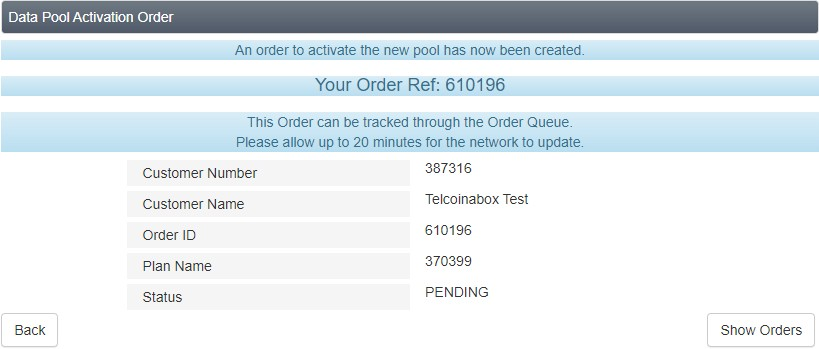 Data Pool Activation Order
An order to activate the new pool has now been created.
Your Order Ref: 610196
This Order can be tracked through the Order Queue.
Please allow up to 20 minutes for the network to update.
Customer Number 387316
Customer Name Telcoinabox Test
Order ID 610196
Plan Name 370399
Status PENDING
Back Show Orders